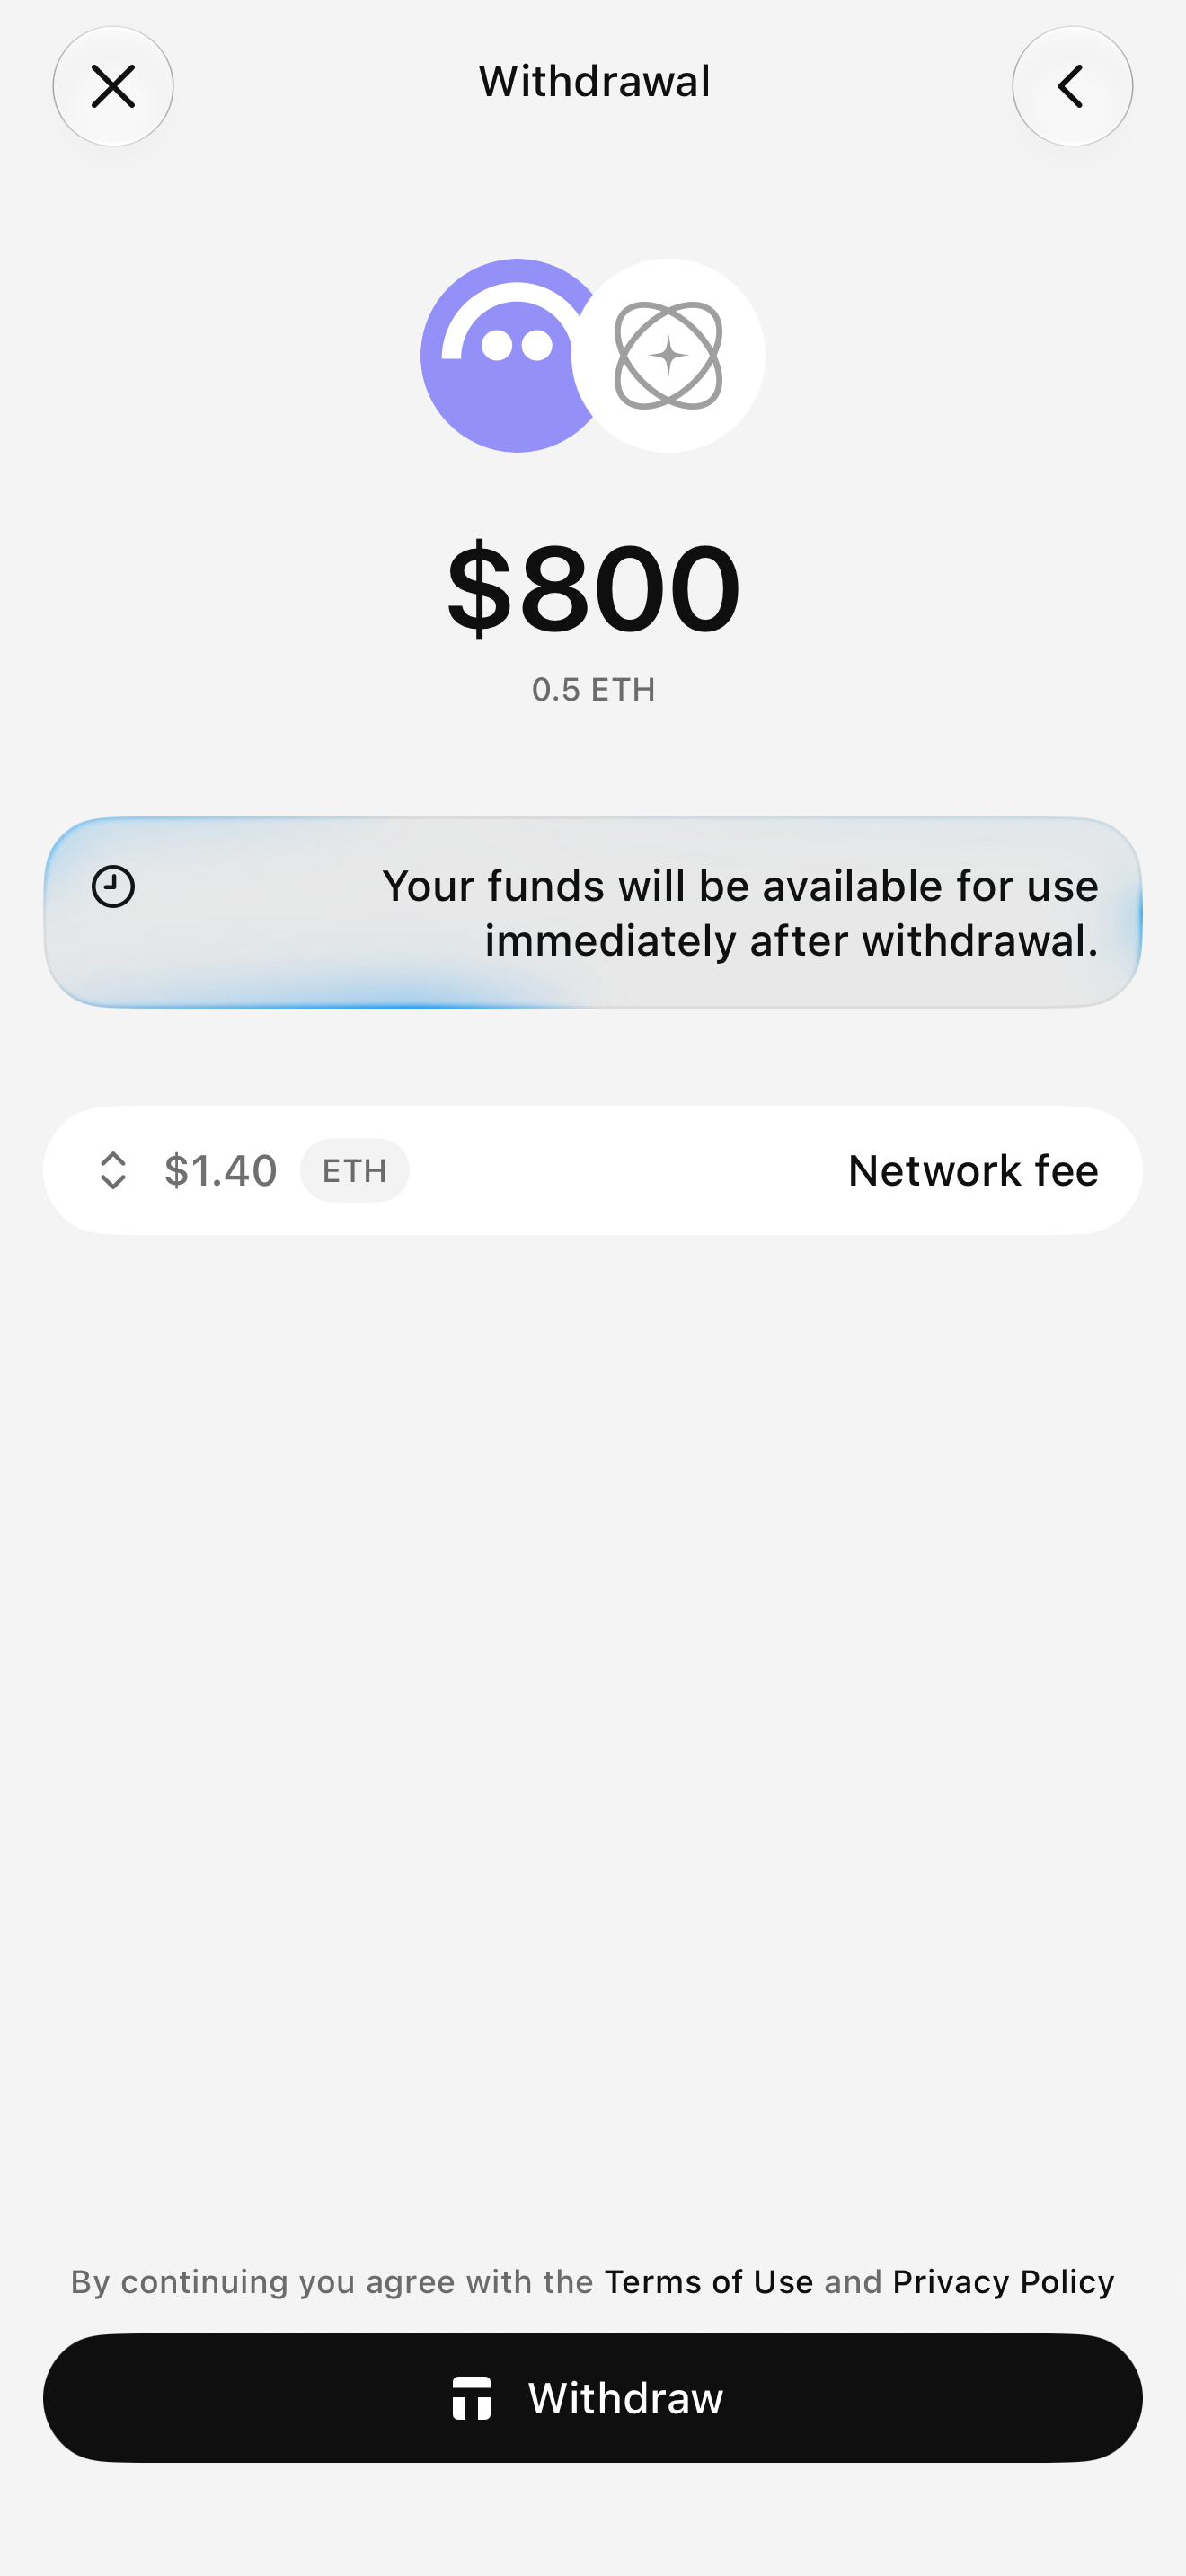 Withdrawal
$800
0.5 ETH
Your funds will be available for use
immediately after withdrawal.
$1.40 ETH Network fee
By continuing you agree with the Terms of Use and Privacy Policy
Withdraw